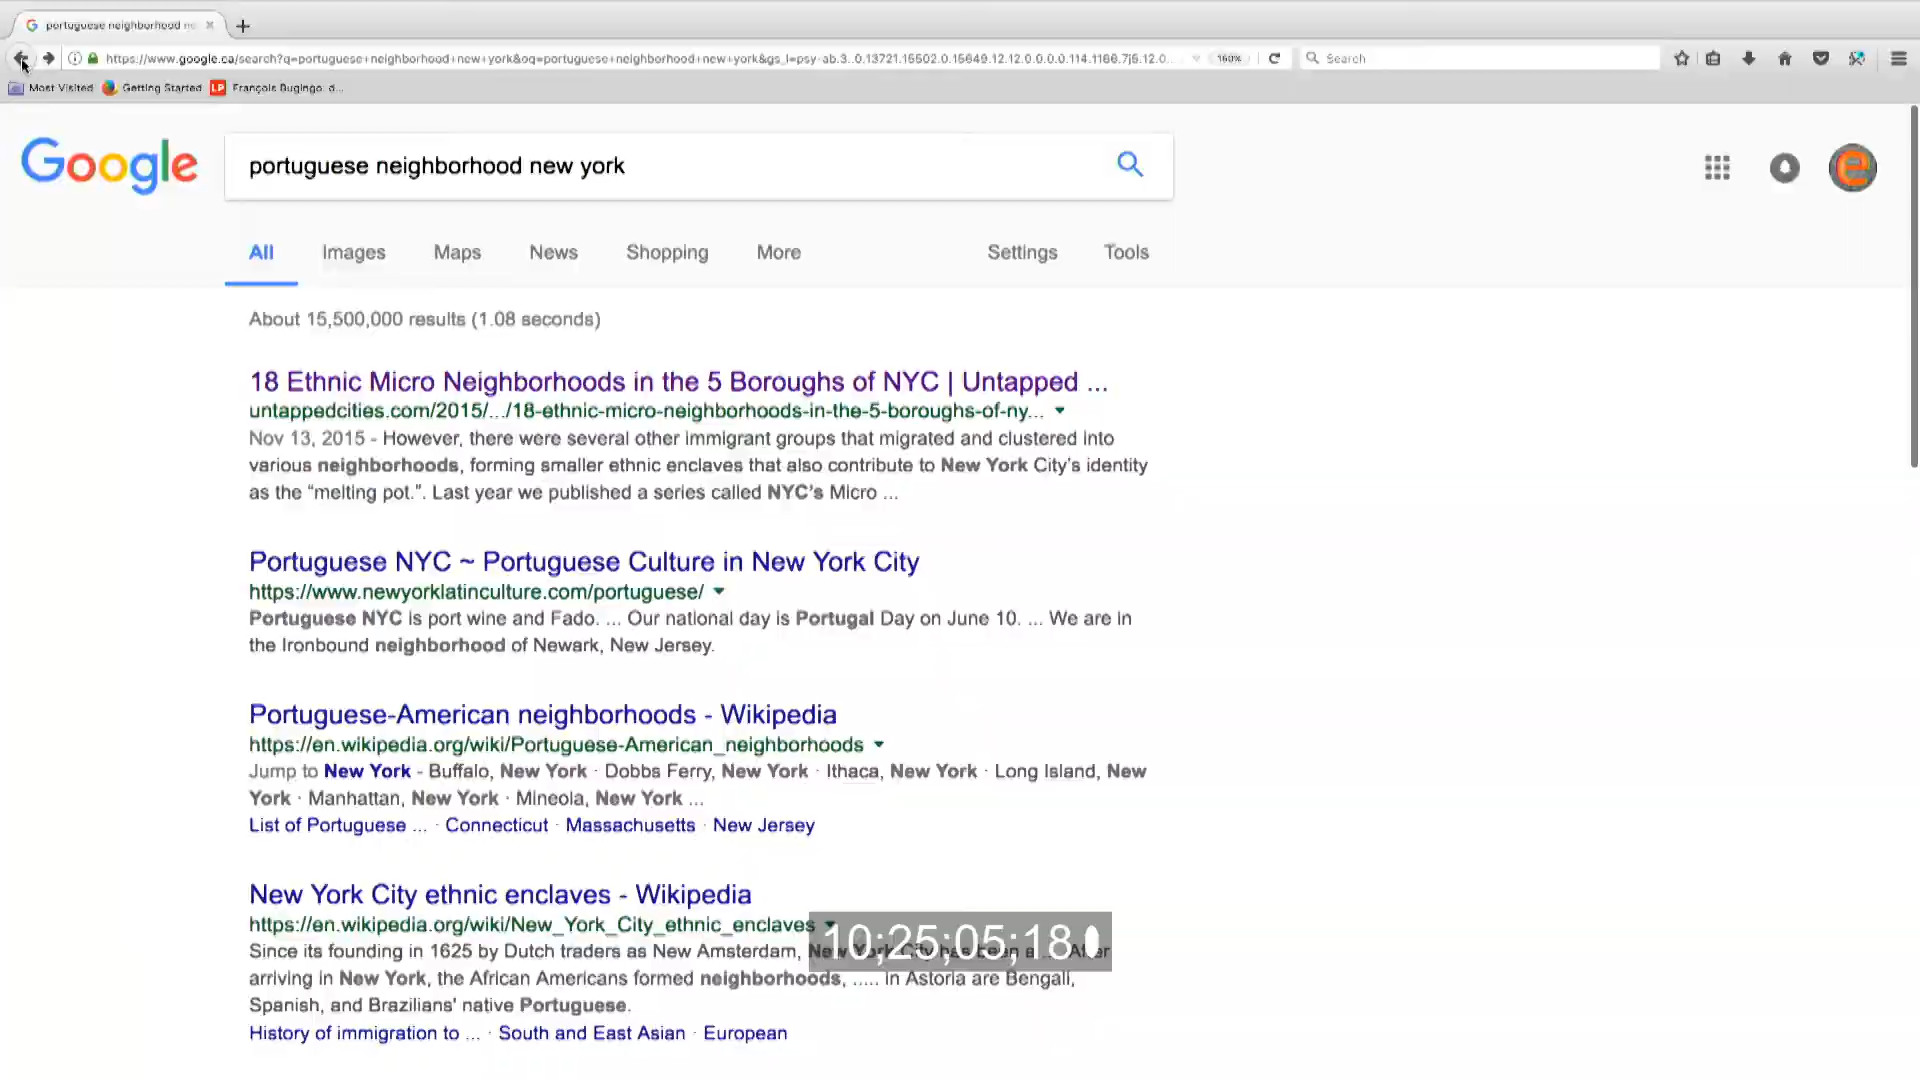 portuguese neighborhood ne
https://www.google.ca/search?q=portuguese+neighborhood+new+york&oq=portuguese+neighborhood+new+york&gs_l=psy-ab.3..0.13721.15502.0.15649.12.12.0.0.0.0.114.1166.7j5.12.0...
160%
Search
Most Visited
Getting Started
LP
François Bugingo: d...
Google
portuguese neighborhood new york
e
All Images Maps News Shopping More Settings Tools
About 15,500,000 results (1.08 seconds)
18 Ethnic Micro Neighborhoods in the 5 Boroughs of NYC | Untapped ...
untappedcities.com/2015/.../18-ethnic-micro-neighborhoods-in-the-5-boroughs-of-ny...
Nov 13, 2015 - However, there were several other immigrant groups that migrated and clustered into
various neighborhoods, forming smaller ethnic enclaves that also contribute to New York City's identity
as the “melting pot.”. Last year we published a series called NYC's Micro ...
Portuguese NYC ~ Portuguese Culture in New York City
https://www.newyorklatinculture.com/portuguese/
Portuguese NYC is port wine and Fado. ... Our national day is Portugal Day on June 10. ... We are in
the Ironbound neighborhood of Newark, New Jersey.
Portuguese-American neighborhoods - Wikipedia
https://en.wikipedia.org/wiki/Portuguese-American_neighborhoods
Jump to New York - Buffalo, New York · Dobbs Ferry, New York · Ithaca, New York · Long Island, New
York · Manhattan, New York · Mineola, New York ...
List of Portuguese ... · Connecticut · Massachusetts · New Jersey
New York City ethnic enclaves - Wikipedia
https://en.wikipedia.org/wiki/New_York_City_ethnic_enclaves
10;25;05;18
Since its founding in 1625 by Dutch traders as New Amsterdam, New York City has been a ... After
arriving in New York, the African Americans formed neighborhoods, ..... in Astoria are Bengali,
Spanish, and Brazilians' native Portuguese.
History of immigration to ... · South and East Asian · European